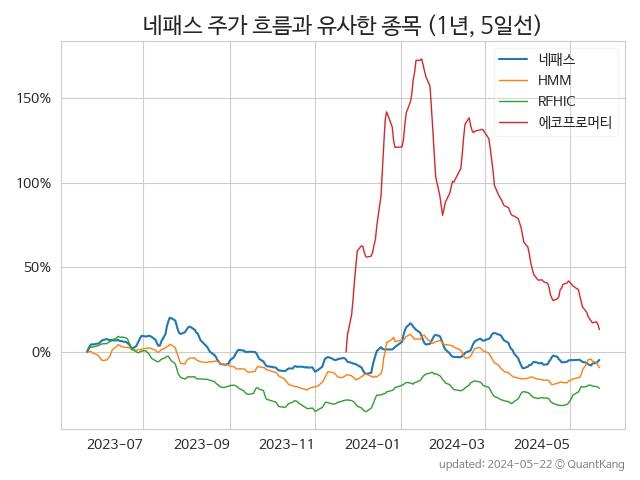 네패스 주가 흐름과 유사한 종목 (1년, 5일선)
네패스
HMM
RFHIC
에코프로머티
150%
100%
50%
0%
2023-07 2023-09 2023-11 2024-01 2024-03 2024-05
updated: 2024-05-22 © QuantKang